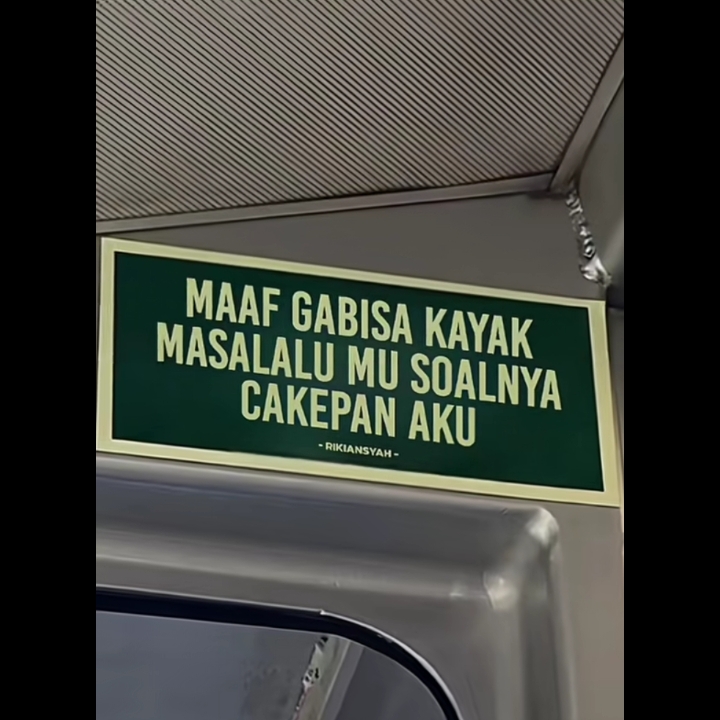 MAAF GABISA KAYAK
MASALALU MU SOALNYA
CAKEPAN AKU
- RIKIANSYAH -